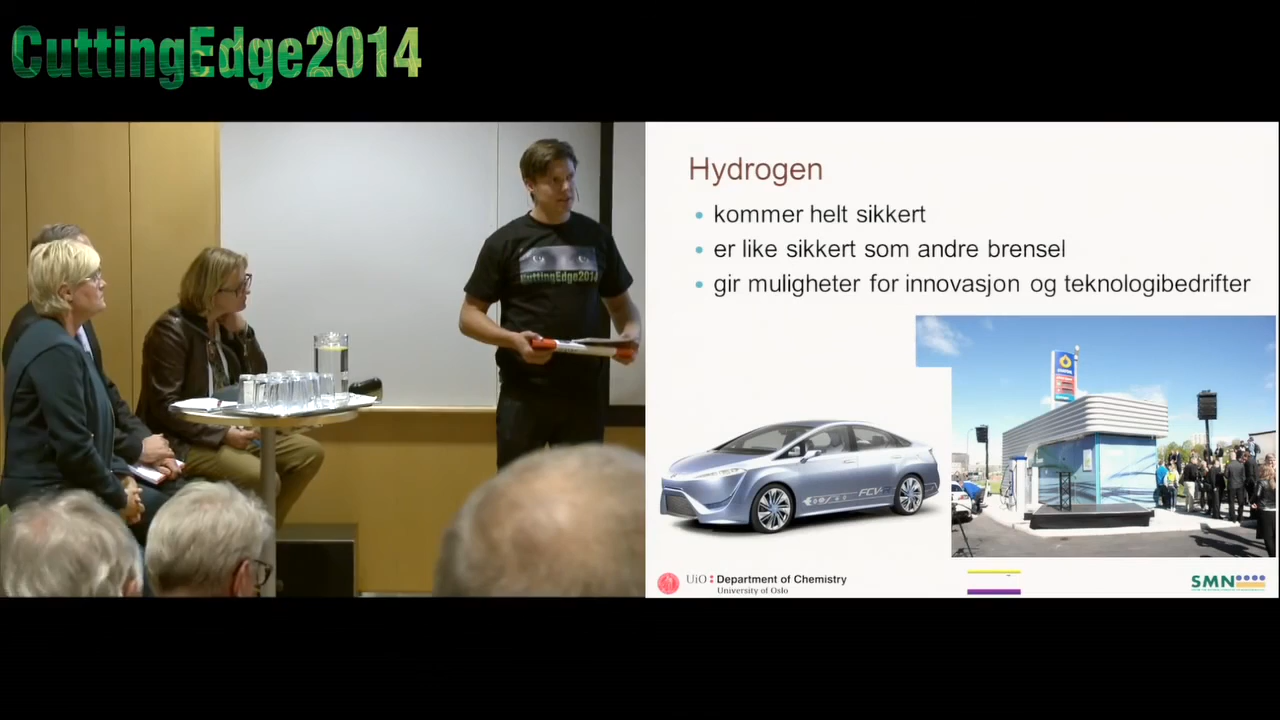 CuttingEdge2014
CuttingEdge2014
Hydrogen
kommer helt sikkert
er like sikkert som andre brensel
gir muligheter for innovasjon og teknologibedrifter
FCV
UiO Department of Chemistry
University of Oslo
SMN